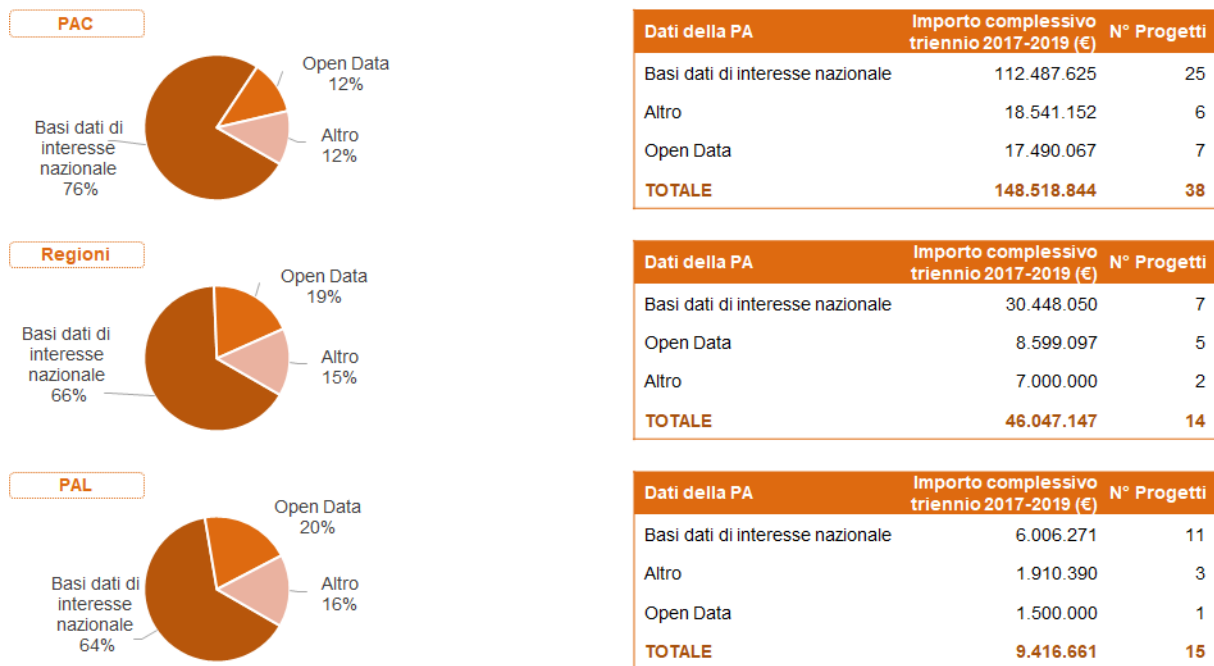 PAC
Open Data
12%
Altro
12%
Basi dati di
interesse
nazionale
76%
Dati della PA Importo complessivo triennio 2017-2019 (€) N° Progetti
Basi dati di interesse nazionale 112.487.625 25
Altro 18.541.152 6
Open Data 17.490.067 7
TOTALE 148.518.844 38
Regioni
Open Data
19%
Altro
15%
Basi dati di
interesse
nazionale
66%
Dati della PA Importo complessivo triennio 2017-2019 (€) N° Progetti
Basi dati di interesse nazionale 30.448.050 7
Open Data 8.599.097 5
Altro 7.000.000 2
TOTALE 46.047.147 14
PAL
Open Data
20%
Altro
16%
Basi dati di
interesse
nazionale
64%
Dati della PA Importo complessivo triennio 2017-2019 (€) N° Progetti
Basi dati di interesse nazionale 6.006.271 11
Altro 1.910.390 3
Open Data 1.500.000 1
TOTALE 9.416.661 15